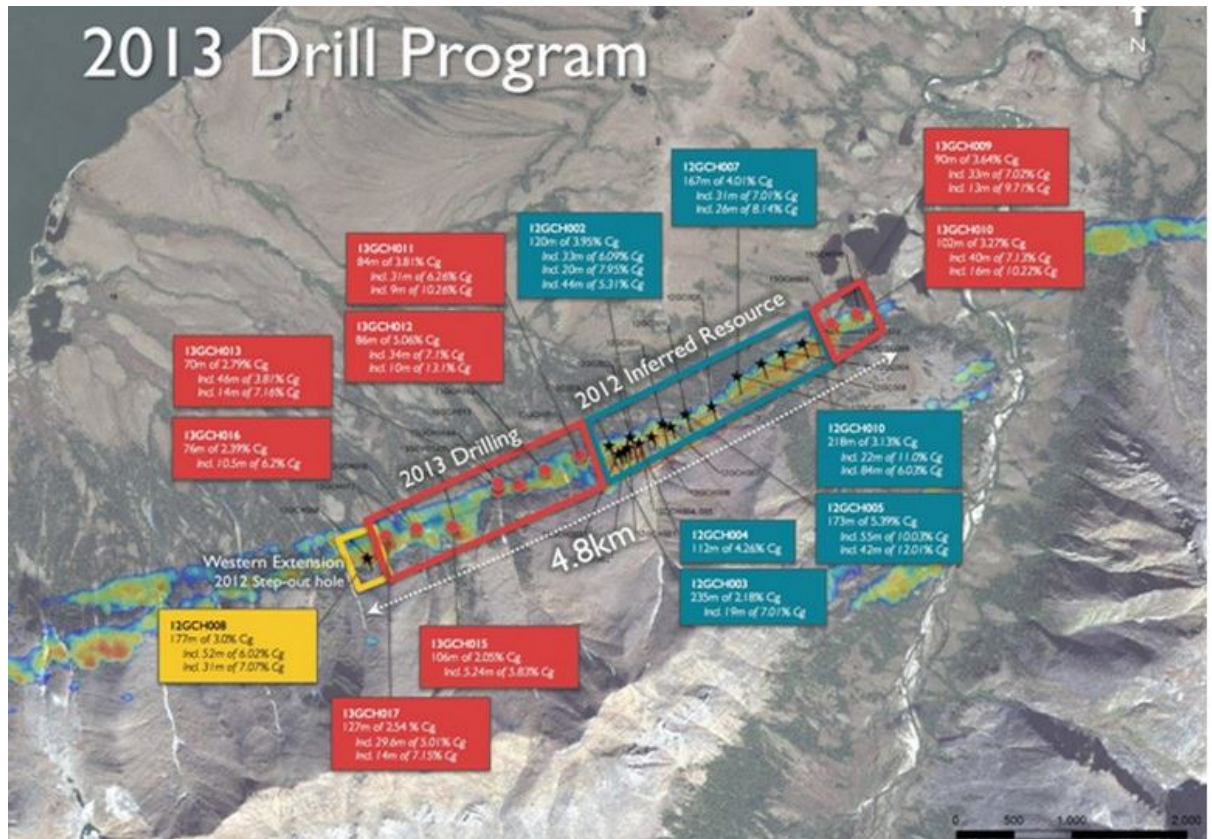 2013 Drill Program
N
13GCH009
90m of 3.64% Cg
Incl. 33m of 7.02% Cg
Incl. 13m of 9.71% Cg
12GCH007
167m of 4.01% Cg
Incl. 31m of 7.01% Cg
Incl. 26m of 8.14% Cg
12GCH002
120m of 3.95% Cg
Incl. 33m of 6.09% Cg
Incl. 20m of 7.95% Cg
Incl. 44m of 5.31% Cg
13GCH010
102m of 3.27% Cg
Incl. 40m of 7.13% Cg
Incl. 16m of 10.22% Cg
13GCH011
84m of 3.81% Cg
Incl. 31m of 6.26% Cg
Incl. 9m of 10.26% Cg
13GCH012
86m of 5.06% Cg
Incl. 34m of 7.1% Cg
Incl. 10m of 13.1% Cg
13GCH013
70m of 2.79% Cg
Incl. 46m of 3.81% Cg
Incl. 14m of 7.16% Cg
13GCH016
76m of 2.39% Cg
Incl. 10.5m of 6.2% Cg
2012 Inferred Resource
2013 Drilling
4.8km
12GCH010
218m of 3.13% Cg
Incl. 22m of 11.0% Cg
Incl. 84m of 6.03% Cg
12GCH005
173m of 5.39% Cg
Incl. 55m of 10.03% Cg
Incl. 42m of 12.01% Cg
12GCH004
112m of 4.26% Cg
12GCH003
235m of 2.18% Cg
Incl. 19m of 7.01% Cg
Western Extension
2012 Step-out hole
12GCH008
177m of 3.0% Cg
Incl. 52m of 6.02% Cg
Incl. 31m of 7.07% Cg
13GCH015
106m of 2.05% Cg
Incl. 5.24m of 5.83% Cg
13GCH017
127m of 2.54 % Cg
Incl. 29.6m of 5.01% Cg
Incl. 14m of 7.15% Cg
0 500 1,000 2,000